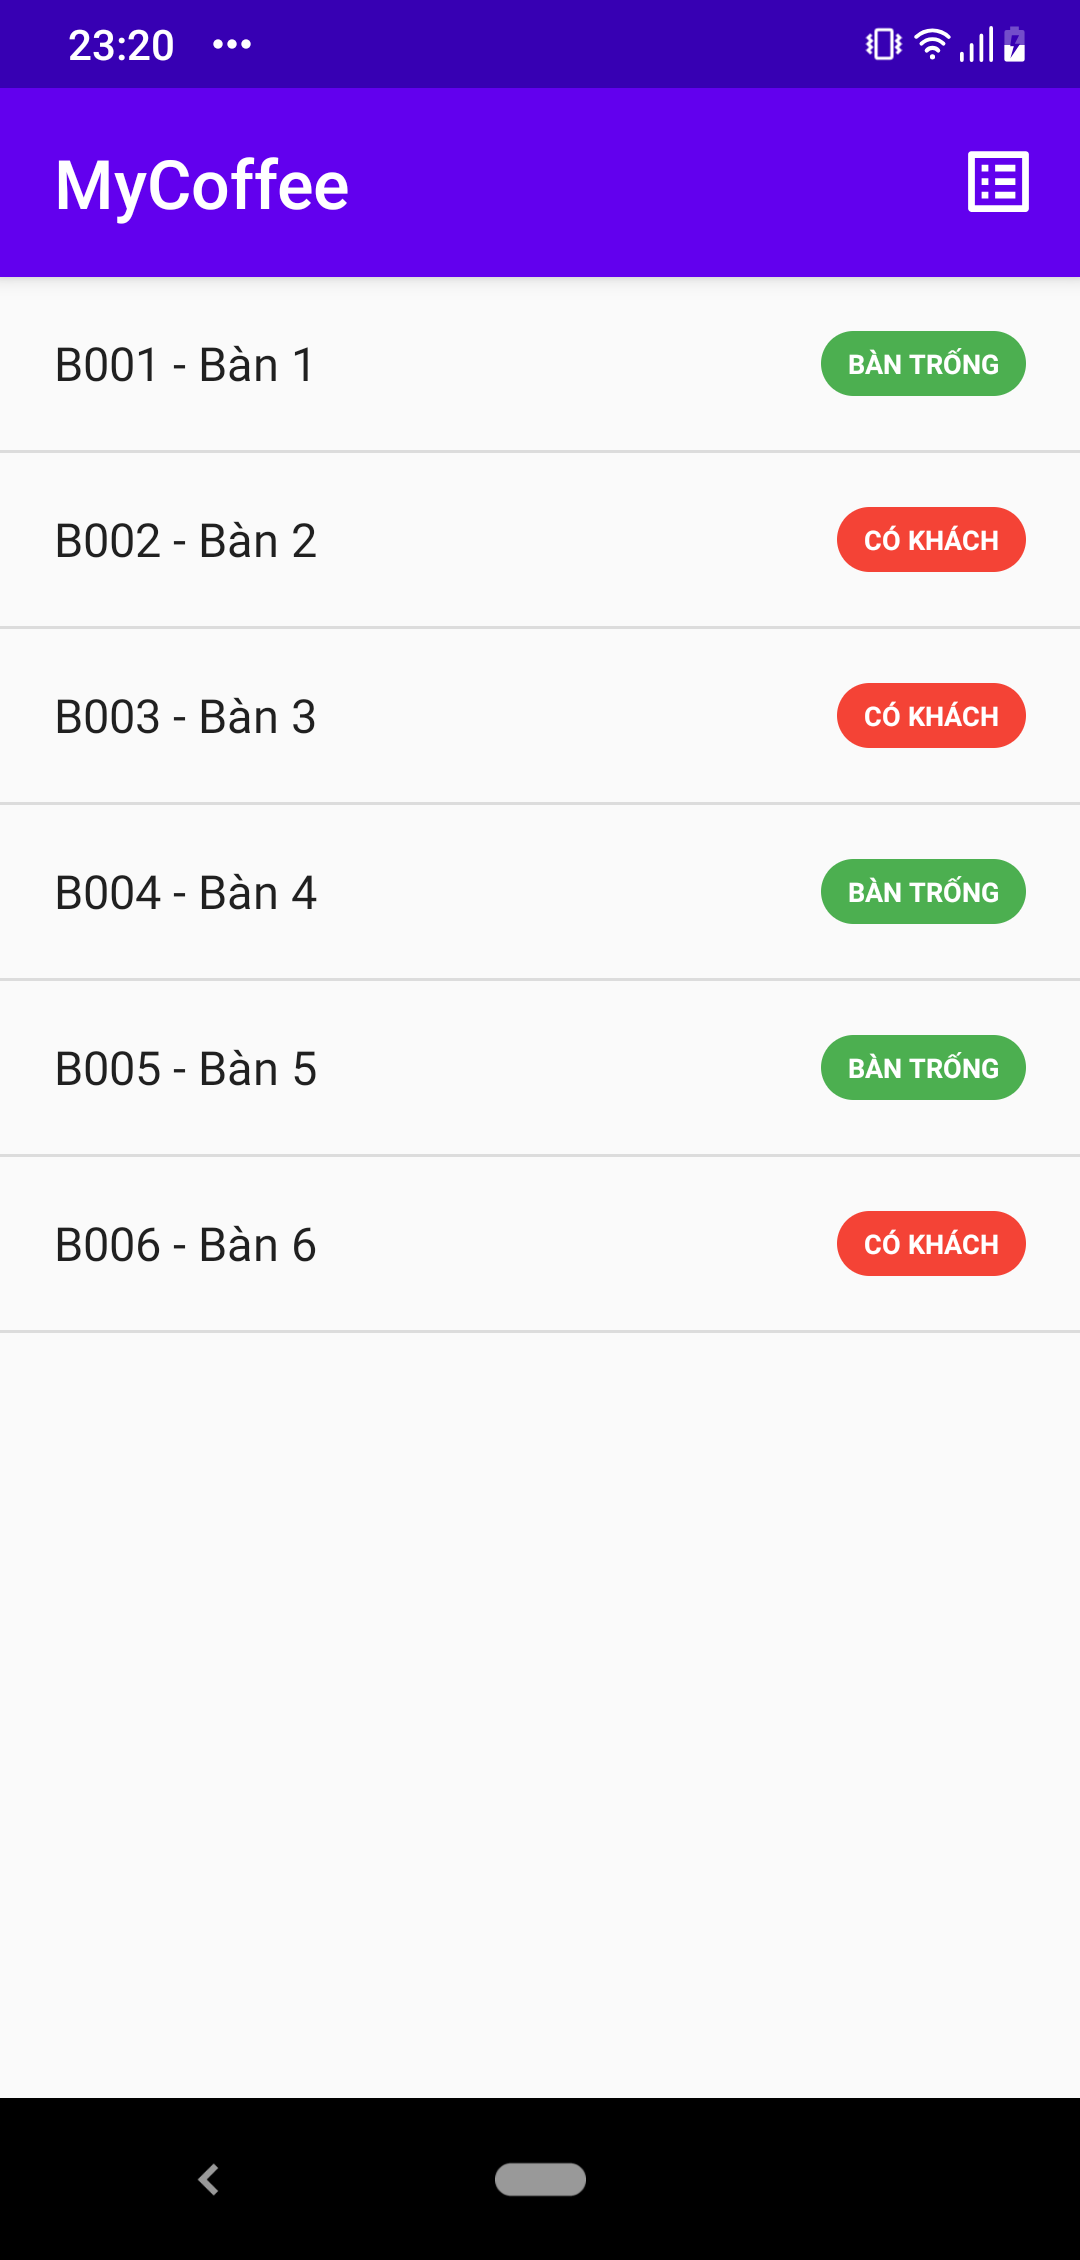 23:20
MyCoffee
B001 - Bàn 1 BÀN TRỐNG
B002 - Bàn 2 CÓ KHÁCH
B003 - Bàn 3 CÓ KHÁCH
B004 - Bàn 4 BÀN TRỐNG
B005 - Bàn 5 BÀN TRỐNG
B006 - Bàn 6 CÓ KHÁCH